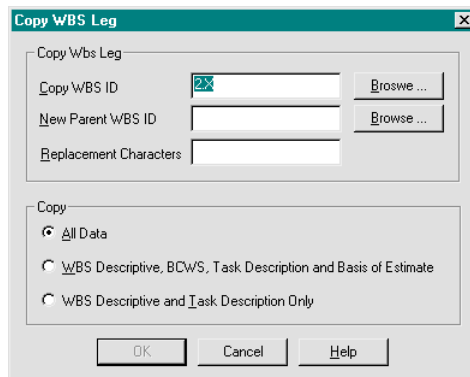 Copy WBS Leg
Copy Wbs Leg
Copy WBS ID 2.X Broswe ...
New Parent WBS ID Browse ...
Replacement Characters
Copy
All Data
WBS Descriptive, BCWS, Task Description and Basis of Estimate
WBS Descriptive and Task Description Only
OK Cancel Help